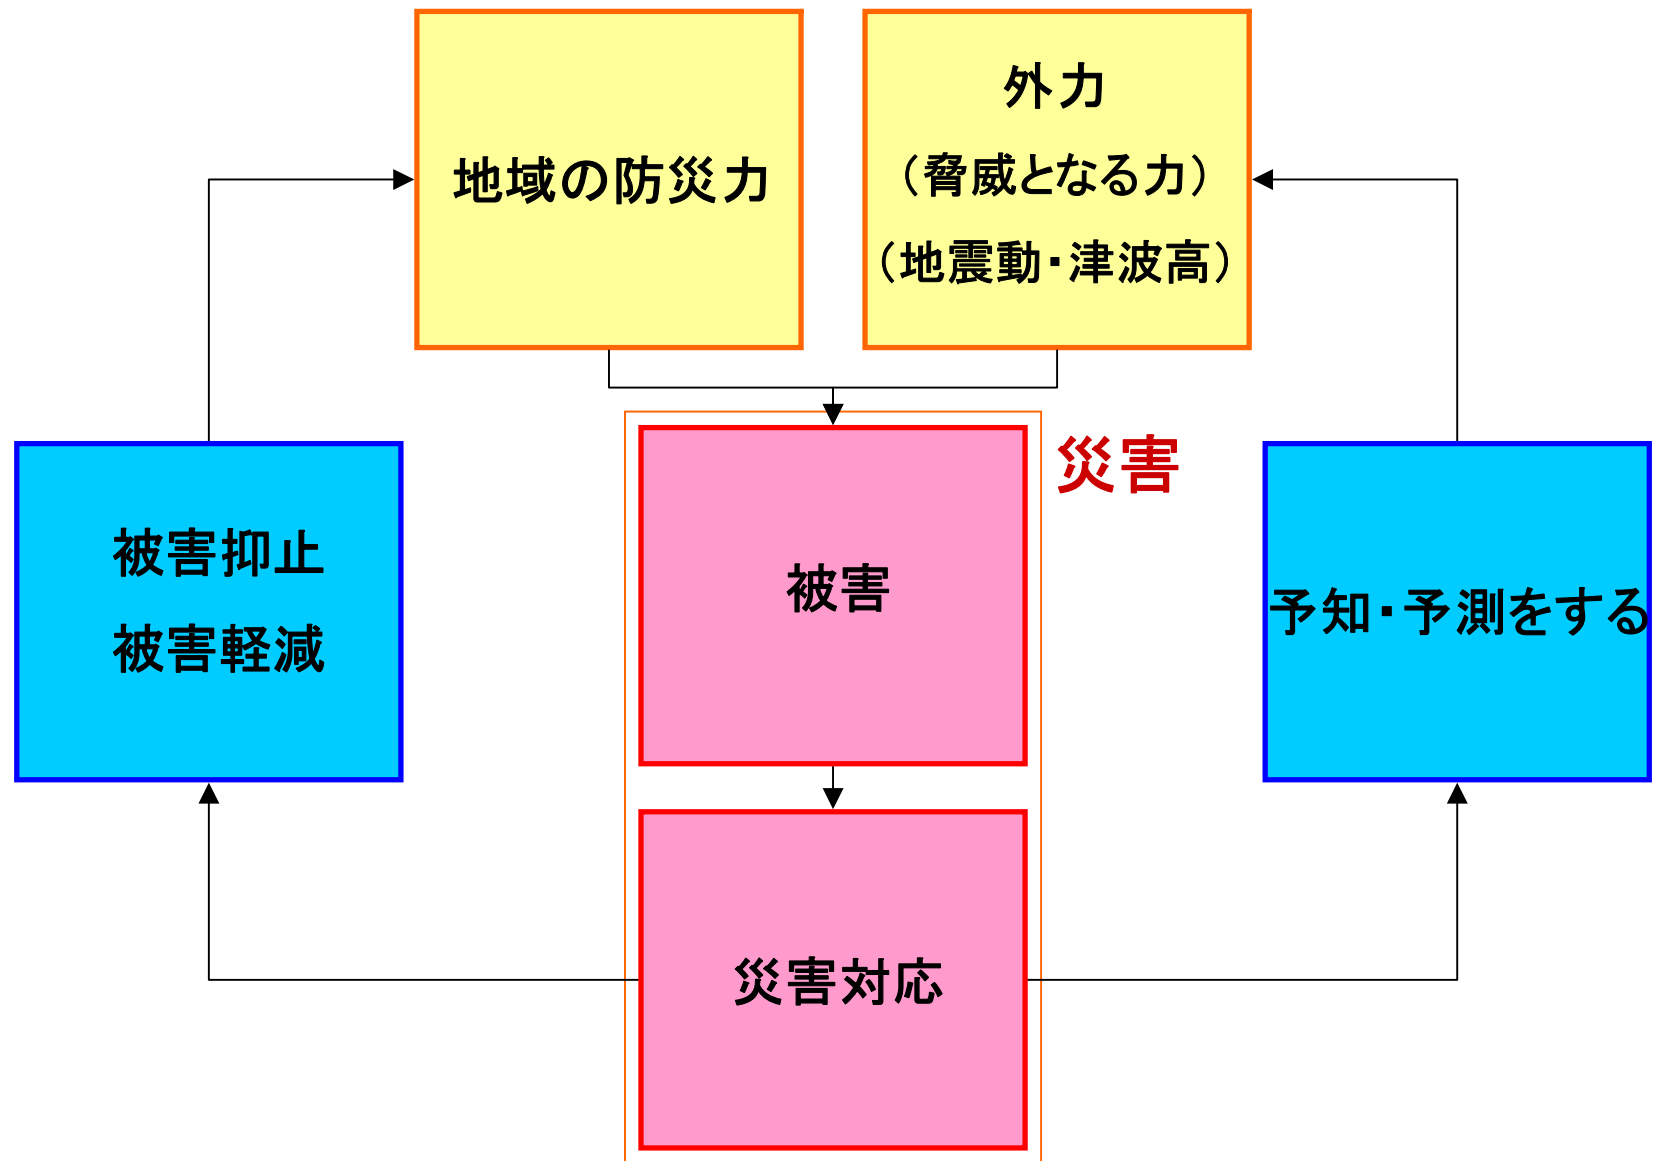 地域の防災力
外力
（脅威となる力）
（地震動・津波高）
災害
被害抑止
被害軽減
被害
予知・予測をする
災害対応